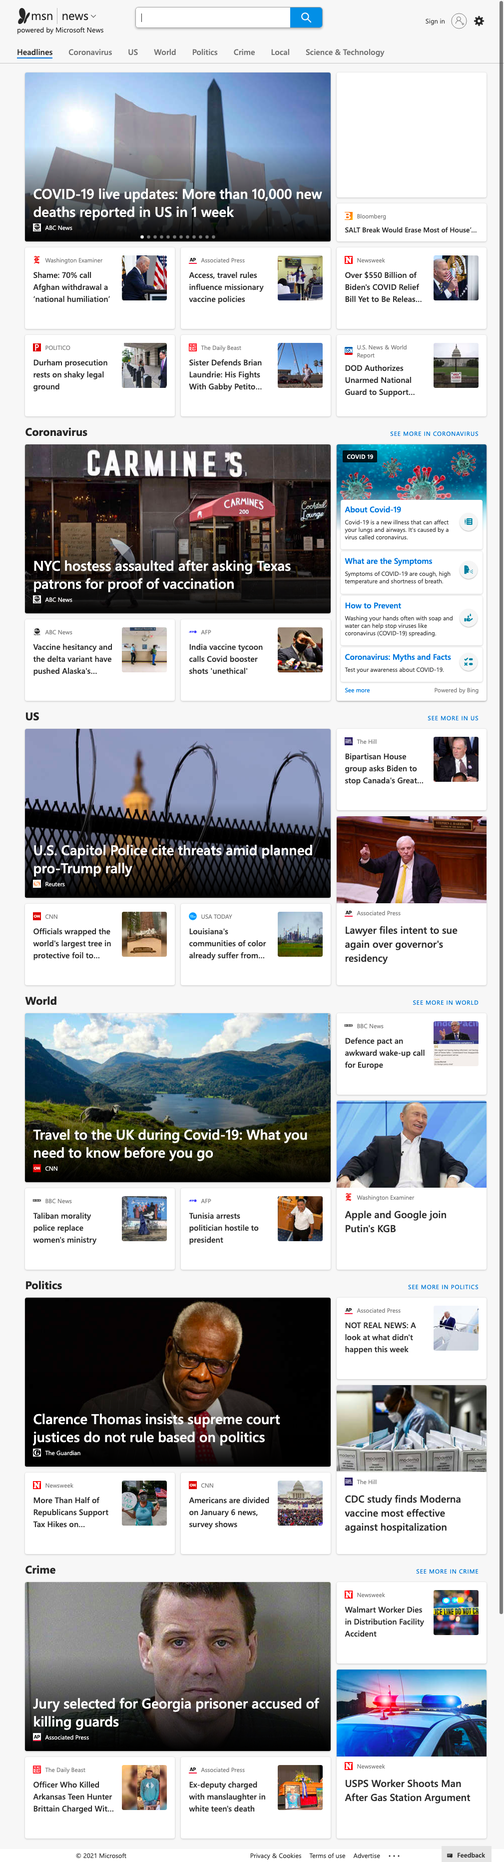 msn news
powered by Microsoft News
Sign in
Headlines
Coronavirus
US
World
Politics
Crime
Local
Science & Technology
COVID-19 live updates: More than 10,000 new
deaths reported in US in 1 week
ABC News
Bloomberg
SALT Break Would Erase Most of House'...
Washington Examiner
Shame: 70% call
Afghan withdrawal a
'national humiliation'
AP Associated Press
Access, travel rules
influence missionary
vaccine policies
N Newsweek
Over $550 Billion of
Biden's COVID Relief
Bill Yet to Be Releas...
P POLITICO
Durham prosecution
rests on shaky legal
ground
The Daily Beast
Sister Defends Brian
Laundrie: His Fights
With Gabby Petito...
U.S. News & World
Report
DOD Authorizes
Unarmed National
Guard to Support...
Coronavirus
SEE MORE IN CORONAVIRUS
CARMINE'S
CARMINE'S
200
Cocktail
Lounge
NYC hostess assaulted after asking Texas
patrons for proof of vaccination
ABC News
COVID 19
About Covid-19
Covid-19 is a new illness that can affect
your lungs and airways. It's caused by a
virus called coronavirus.
What are the Symptoms
Symptoms of COVID-19 are cough, high
temperature and shortness of breath.
How to Prevent
Washing your hands often with soap and
water can help stop viruses like
coronavirus (COVID-19) spreading.
Coronavirus: Myths and Facts
Test your awareness about COVID-19.
See more
Powered by Bing
ABC News
Vaccine hesitancy and
the delta variant have
pushed Alaska's...
AFP
India vaccine tycoon
calls Covid booster
shots 'unethical'
US
SEE MORE IN US
U.S. Capitol Police cite threats amid planned
pro-Trump rally
Reuters
The Hill
Bipartisan House
group asks Biden to
stop Canada's Great...
AP Associated Press
Lawyer files intent to sue
again over governor's
residency
CNN
Officials wrapped the
world's largest tree in
protective foil to...
USA TODAY
Louisiana's
communities of color
already suffer from...
World
SEE MORE IN WORLD
Travel to the UK during Covid-19: What you
need to know before you go
CNN
BBC News
Defence pact an
awkward wake-up call
for Europe
Washington Examiner
Apple and Google join
Putin's KGB
BBC News
Taliban morality
police replace
women's ministry
AFP
Tunisia arrests
politician hostile to
president
Politics
SEE MORE IN POLITICS
Clarence Thomas insists supreme court
justices do not rule based on politics
The Guardian
AP Associated Press
NOT REAL NEWS: A
look at what didn't
happen this week
The Hill
CDC study finds Moderna
vaccine most effective
against hospitalization
N Newsweek
More Than Half of
Republicans Support
Tax Hikes on...
CNN
Americans are divided
on January 6 news,
survey shows
Crime
SEE MORE IN CRIME
Jury selected for Georgia prisoner accused of
killing guards
AP Associated Press
N Newsweek
Walmart Worker Dies
in Distribution Facility
Accident
N Newsweek
USPS Worker Shoots Man
After Gas Station Argument
The Daily Beast
Officer Who Killed
Arkansas Teen Hunter
Brittain Charged Wit...
AP Associated Press
Ex-deputy charged
with manslaughter in
white teen's death
© 2021 Microsoft
Privacy & Cookies
Terms of use
Advertise
Feedback